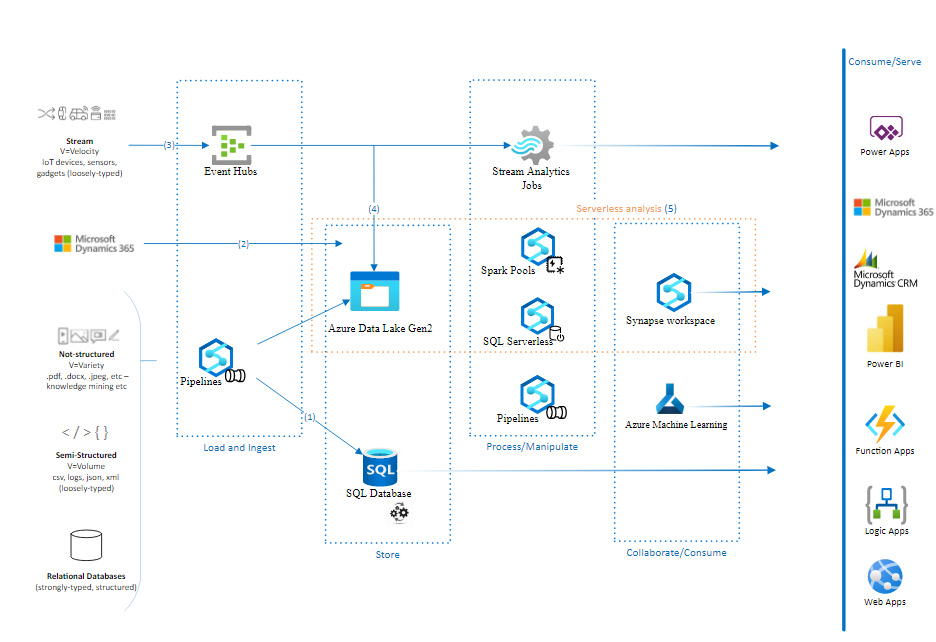 Consume/Serve
Stream
V=Velocity
IoT devices, sensors,
gadgets (loosely-typed)
(3)
Event Hubs
Stream Analytics
Jobs
Power Apps
(4)
Serverless analysis (5)
Microsoft
Dynamics 365
Microsoft
Dynamics 365
(2)
Spark Pools
Microsoft
Dynamics CRM
Azure Data Lake Gen2
Synapse workspace
SQL Serverless
Not-structured
V=Variety
.pdf, .docx, .jpeg, etc –
knowledge mining etc
Pipelines
Power BI
(1)
Pipelines
Azure Machine Learning
</>{ }
Load and Ingest
Process/Manipulate
Function Apps
Semi-Structured
V=Volume
csv, logs, json, xml
(loosely-typed)
SQL
SQL Database
Logic Apps
Store
Collaborate/Consume
Relational Databases
(strongly-typed, structured)
Web Apps